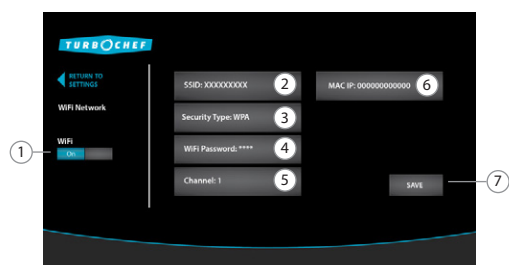 TURBOCHEF
RETURN TO
SETTINGS
WiFi Network
WiFi
On
1
SSID: XXXXXXXXX
2
Security Type: WPA
3
WiFi Password: ****
4
Channel: 1
5
MAC IP: 000000000000
6
SAVE
7